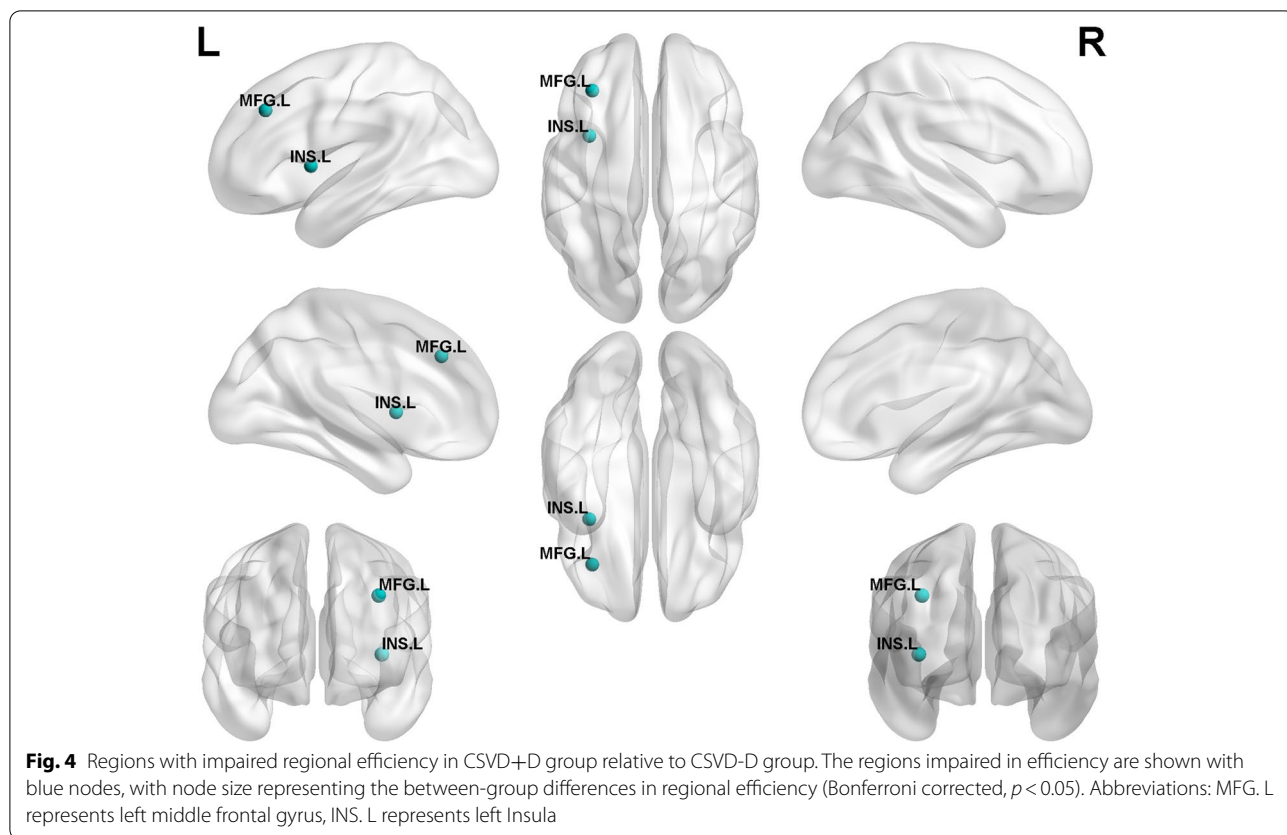 L
R
MFG.L
INS.L
MFG.L
INS.L
MFG.L
INS.L
INS.L
MFG.L
MFG.L
INS.L
MFG.L
INS.L
Fig. 4 Regions with impaired regional efficiency in CSVD+D group relative to CSVD-D group. The regions impaired in efficiency are shown with
blue nodes, with node size representing the between-group differences in regional efficiency (Bonferroni corrected, p < 0.05). Abbreviations: MFG. L
represents left middle frontal gyrus, INS. L represents left Insula